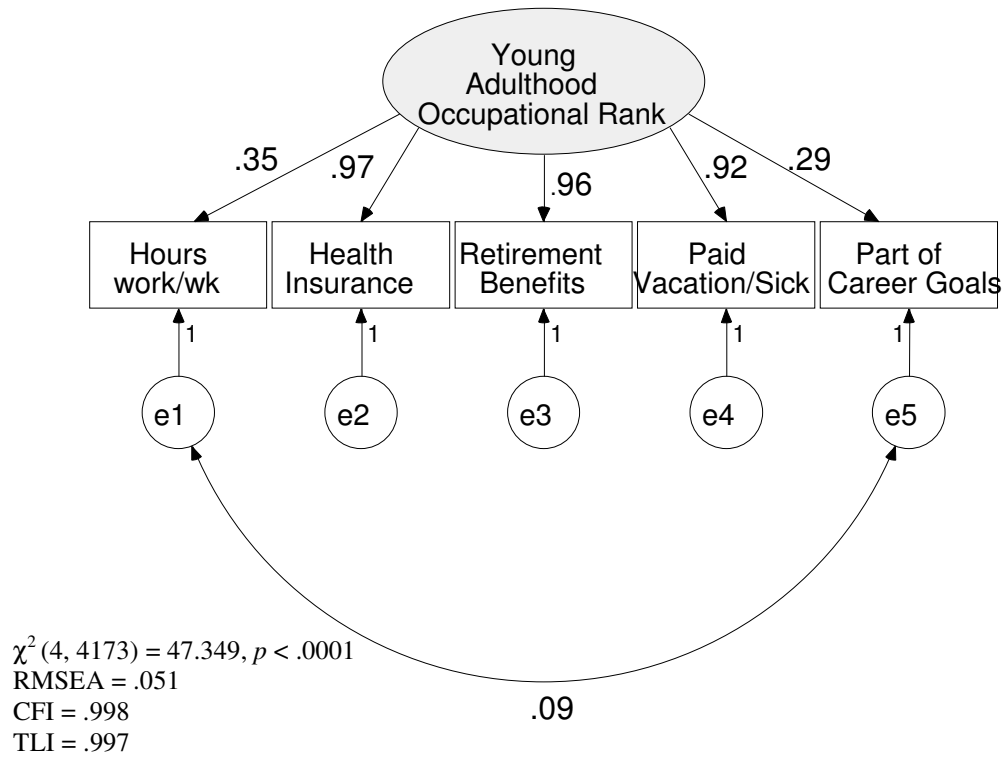 Young
Adulthood
Occupational Rank
.35
.97
.96
.92
.29
Hours
work/wk
Health
Insurance
Retirement
Benefits
Paid
Vacation/Sick
Part of
Career Goals
1
1
1
1
1
e1
e2
e3
e4
e5
χ² (4, 4173) = 47.349, p < .0001
RMSEA = .051
CFI = .998
TLI = .997
.09